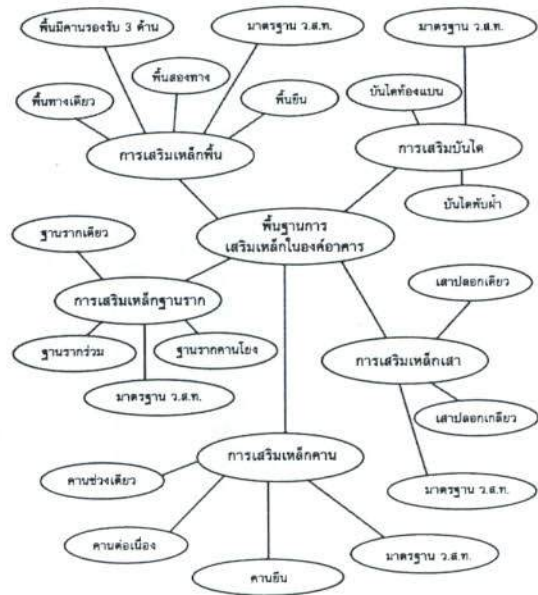 พื้นมีคานรองรับ 3 ด้าน
มาตรฐาน ว.ส.ท.
มาตรฐาน ว.ส.ท.
พื้นสองทาง
พื้นทางเดียว
พื้นยื่น
บันไดท้องแบน
การเสริมเหล็กพื้น
การเสริมบันได
บันไดพับผ้า
พื้นฐานการ
เสริมเหล็กในองค์อาคาร
ฐานรากเดียว
การเสริมเหล็กฐานราก
ฐานรากร่วม
ฐานรากคานโยง
มาตรฐาน ว.ส.ท.
เสาปลอกเดียว
การเสริมเหล็กเสา
เสาปลอกเกลียว
มาตรฐาน ว.ส.ท.
การเสริมเหล็กคาน
คานช่วงเดียว
คานต่อเนื่อง
คานยื่น
มาตรฐาน ว.ส.ท.